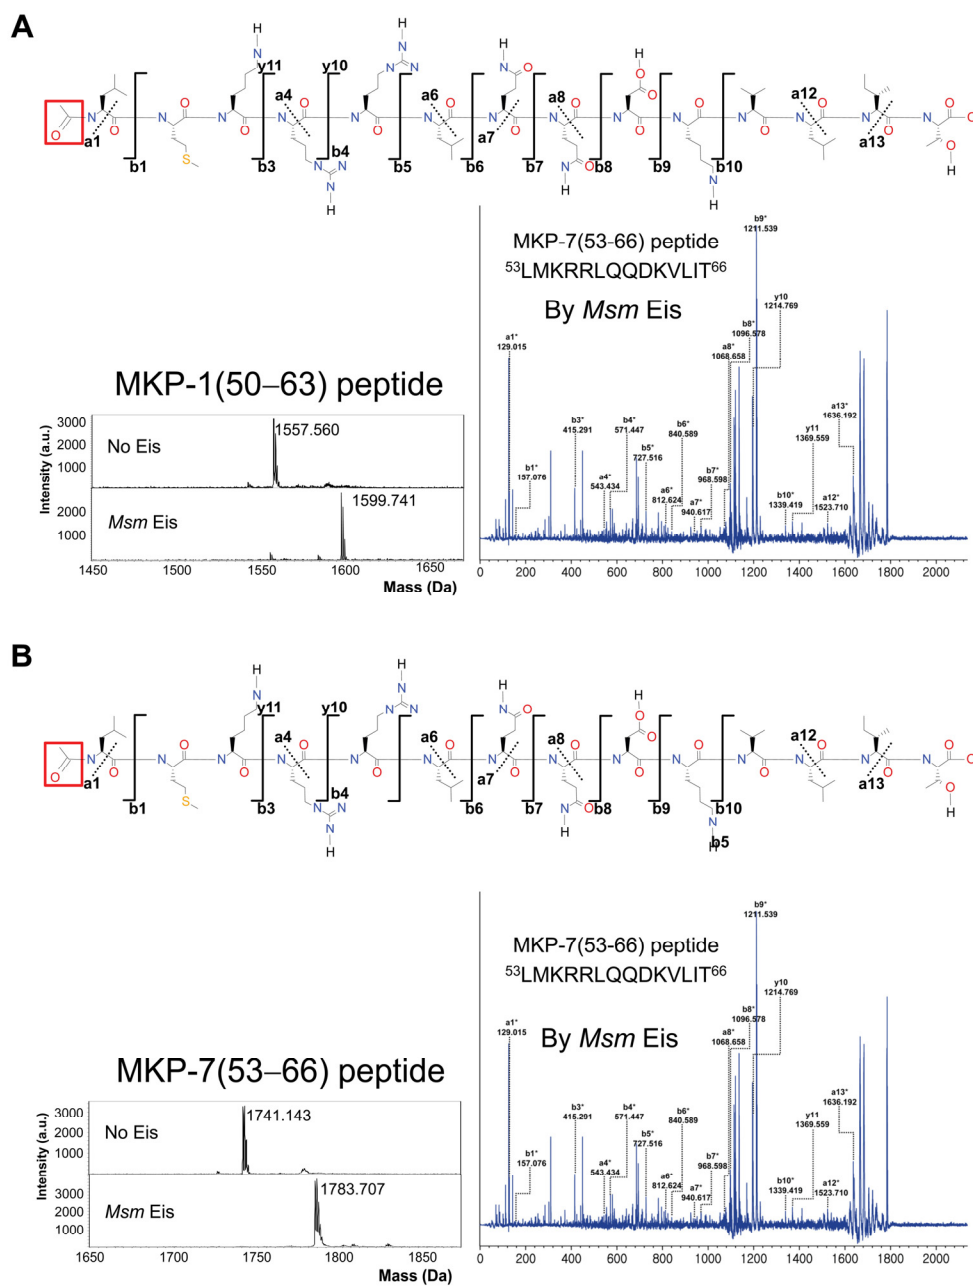 A
H
N
H
N
y11
y10
N
N
a4
H
N
O
a6
H
O
O
a8
a12
O
N O N O N O N O N O N O N O N O N O N O N O N O N O N O
a1
b1
S
b3
b4
N
N
N
H
b5
b6
a7
b7
O
N
H
b8
b9
b10
N
H
a13
O
H
MKP-7(53-66) peptide
53LMKRRLQQDKVLIT66
By Msm Eis
b9*
1211.539
y10
1214.769
b8*
1096.578
a8*
1068.658
a1*
129.015
a13*
1636.192
b3*
415.291
b4*
571.447
b6*
840.589
y11
1369.559
b5*
727.516
b1*
157.076
a4*
543.434
b7*
968.598
a6*
812.624
a7*
940.617
b10*
1339.419
a12*
1523.710
0 200 400 600 800 1000 1200 1400 1600 1800 2000
MKP-1(50–63) peptide
Intensity (a.u.)
3000
2000
1000
No Eis
1557.560
2000
1000
Msm Eis
1599.741
1450 1500 1550 1600 1650
Mass (Da)
B
H
N
H
N
y11
y10
N
N
a4
H
N
O
a6
H
O
O
a8
a12
O
a1
b1
S
b3
b4
N
N
N
H
b6
a7
b7
O
N
H
b8
b9
b10
N
H
b5
a13
O
H
MKP-7(53-66) peptide
53LMKRRLQQDKVLIT66
By Msm Eis
b9*
1211.539
y10
1214.769
b8*
1096.578
a8*
1068.658
a1*
129.015
a13*
1636.192
b3*
415.291
b4*
571.447
b6*
840.589
y11
1369.559
b5*
727.516
b1*
157.076
a4*
543.434
b7*
968.598
a6*
812.624
a7*
940.617
b10*
1339.419
a12*
1523.710
0 200 400 600 800 1000 1200 1400 1600 1800 2000
MKP-7(53–66) peptide
Intensity (a.u.)
3000
2000
1000
No Eis
1741.143
3000
2000
1000
Msm Eis
1783.707
1650 1700 1750 1800 1850
Mass (Da)